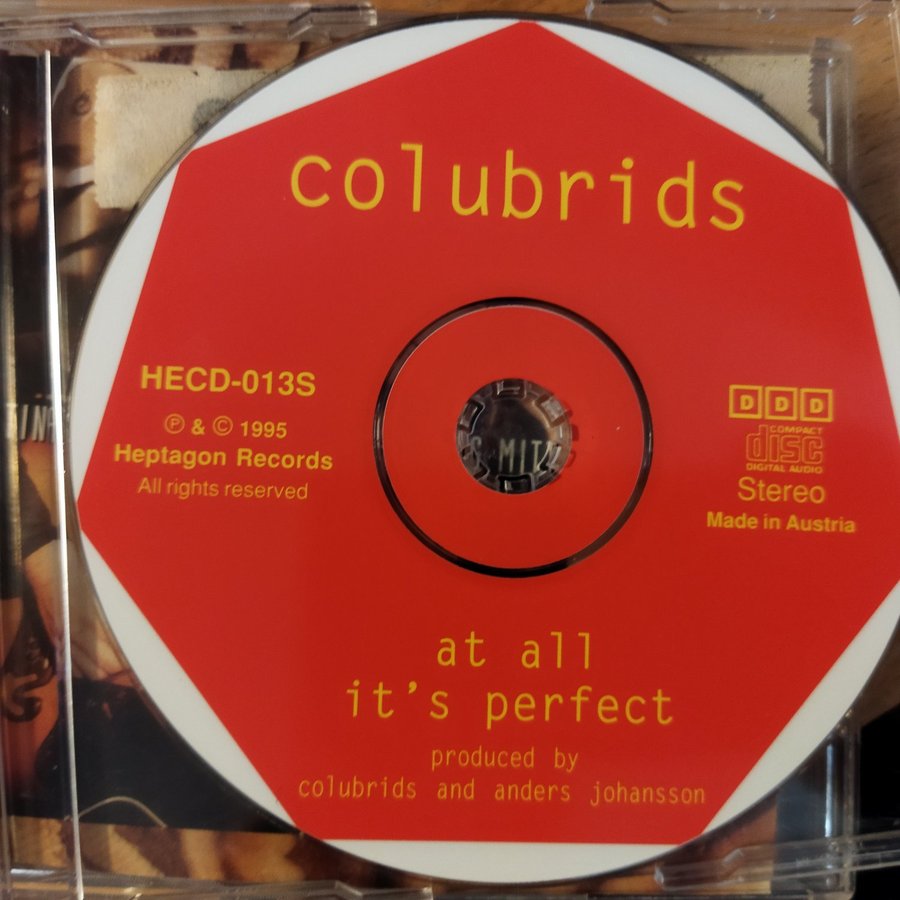 colubrids
HECD-013S
℗ & © 1995
Heptagon Records
All rights reserved
DDD
COMPACT
disc
DIGITAL AUDIO
Stereo
Made in Austria
at all
it's perfect
produced by
colubrids and anders johansson